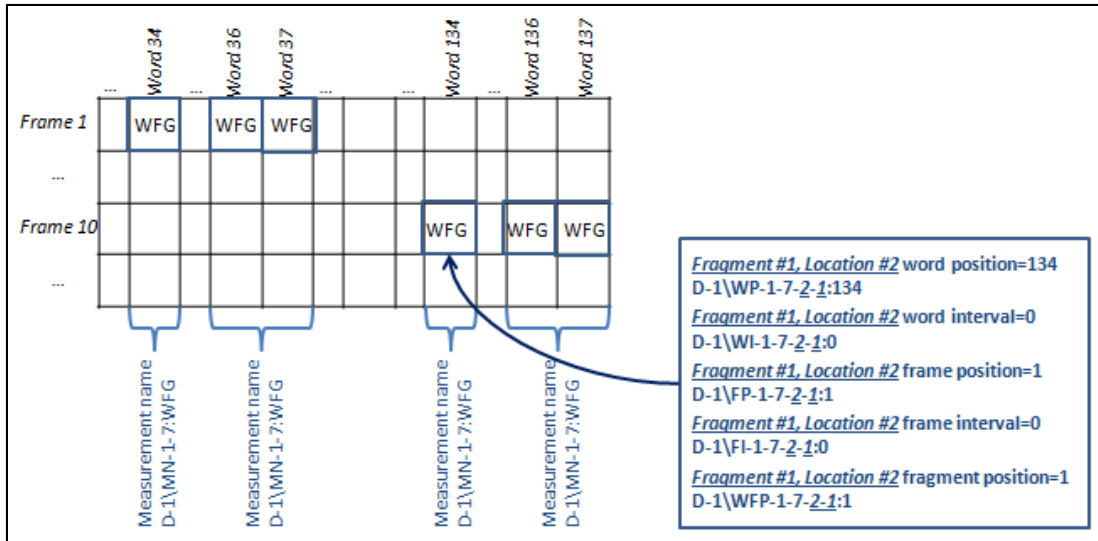 ... Word 34 ... Word 36 Word 37 ... ... Word 134 ... Word 136 Word 137
Frame 1 WFG WFG WFG
...
Frame 10 WFG WFG WFG
...
Measurement name
D-1\MN-1-7:WFG
Measurement name
D-1\MN-1-7:WFG
Measurement name
D-1\MN-1-7:WFG
Measurement name
D-1\MN-1-7:WFG
Fragment #1, Location #2 word position=134
D-1\WP-1-7-2-1:134
Fragment #1, Location #2 word interval=0
D-1\WI-1-7-2-1:0
Fragment #1, Location #2 frame position=1
D-1\FP-1-7-2-1:1
Fragment #1, Location #2 frame interval=0
D-1\FI-1-7-2-1:0
Fragment #1, Location #2 fragment position=1
D-1\WFP-1-7-2-1:1